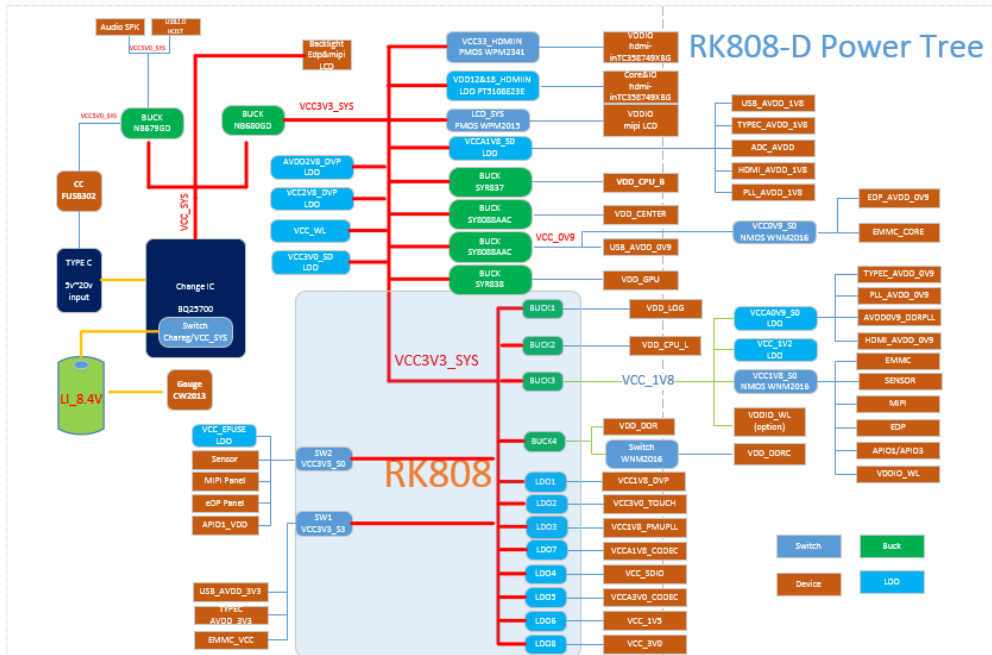 RK808-D Power Tree
Audio SPK
USB2.0
HOST
VCC5V0_SYS
BUCK
NB679GD
VCC5V0_SYS
CC
FUSB302
TYPE C
5v~20v
input
LI_8.4V
Gauge
CW2013
Change IC
BQ25700
Switch
Chareg/VCC_SYS
VCC_SYS
BUCK
NB680GD
VCC3V3_SYS
Backlight
Edp&mipi
LCD
VCC33_HDMIIN
PMOS WPM2341
VDDIO
hdmi-
inTC358749XBG
VDD12&18_HDMIIN
LDO PT5108E23E
Core&IO
hdmi-
inTC358749XBG
LCD_SYS
PMOS WPM2015
VDDIO
mipi LCD
VCCA1V8_S0
LDO
USB_AVDD_1V8
TYPEC_AVDD_1V8
ADC_AVDD
HDMI_AVDD_1V8
PLL_AVDD_1V8
AVDD2V8_DVP
LDO
VCC2V8_DVP
LDO
VCC_WL
VCC3V0_SD
LDO
BUCK
SYR837
VDD_CPU_B
BUCK
SY8088AAC
VDD_CENTER
BUCK
SY8088AAC
VCC_0V9
USB_AVDD_0V9
VCC0V9_S0
NMOS WNM2016
EDP_AVDD_0V9
EMMC_CORE
BUCK
SYR838
VDD_GPU
VCC3V3_SYS
RK808
BUCK1
VDD_LOG
BUCK2
VDD_CPU_L
BUCK3
VCC_1V8
VCCA0V9_S0
LDO
TYPEC_AVDD_0V9
PLL_AVDD_0V9
AVDD0V9_DDRPLL
HDMI_AVDD_0V9
VCC_1V2
LDO
VCC1V8_S0
NMOS WNM2016
EMMC
SENSOR
MIPI
EDP
APIO1/APIO3
VDDIO_WL
VDDIO_WL
(option)
BUCK4
VDD_DDR
Switch
WNM2016
VDD_DDRC
LDO1
VCC1V8_DVP
LDO2
VCC3V0_TOUCH
LDO3
VCC1V8_PMUPLL
LDO7
VCCA1V8_CODEC
LDO4
VCC_SDIO
LDO5
VCCA3V0_CODEC
LDO6
VCC_1V5
LDO8
VCC_3V0
SW2
VCC3V3_S0
VCC_EFUSE
LDO
Sensor
MIPI Panel
eDP Panel
APIO1_VDD
SW1
VCC3V3_S3
USB_AVDD_3V3
TYPEC
AVDD_3V3
EMMC_VCC
Switch
Buck
Device
LDO